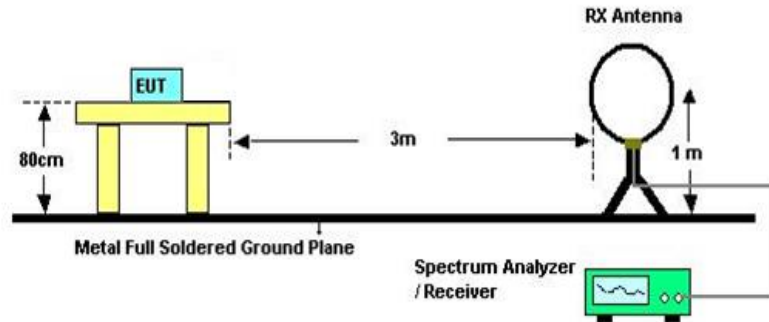 RX Antenna
EUT
3m
80cm
1 m
Metal Full Soldered Ground Plane
Spectrum Analyzer
/ Receiver